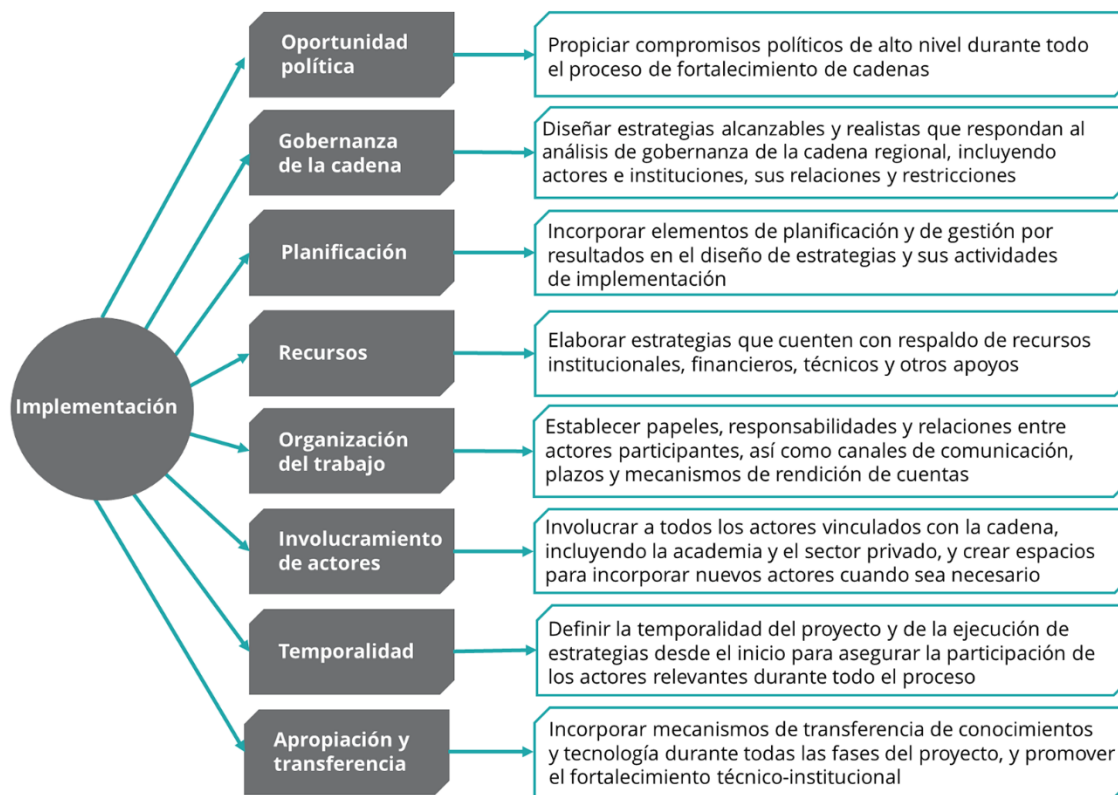 Implementación
Oportunidad
política
Propiciar compromisos políticos de alto nivel durante todo
el proceso de fortalecimiento de cadenas
Gobernanza
de la cadena
Diseñar estrategias alcanzables y realistas que respondan al
análisis de gobernanza de la cadena regional, incluyendo
actores e instituciones, sus relaciones y restricciones
Planificación
Incorporar elementos de planificación y de gestión por
resultados en el diseño de estrategias y sus actividades
de implementación
Recursos
Elaborar estrategias que cuenten con respaldo de recursos
institucionales, financieros, técnicos y otros apoyos
Organización
del trabajo
Establecer papeles, responsabilidades y relaciones entre
actores participantes, así como canales de comunicación,
plazos y mecanismos de rendición de cuentas
Involucramiento
de actores
Involucrar a todos los actores vinculados con la cadena,
incluyendo la academia y el sector privado, y crear espacios
para incorporar nuevos actores cuando sea necesario
Temporalidad
Definir la temporalidad del proyecto y de la ejecución de
estrategias desde el inicio para asegurar la participación de
los actores relevantes durante todo el proceso
Apropiación y
transferencia
Incorporar mecanismos de transferencia de conocimientos
y tecnología durante todas las fases del proyecto, y promover
el fortalecimiento técnico-institucional